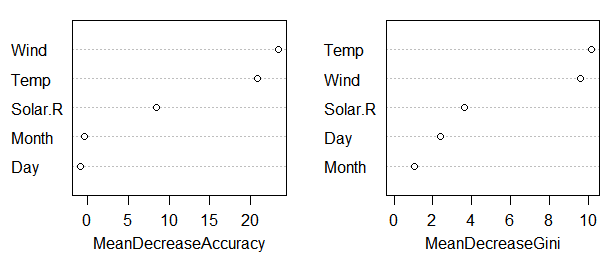 Wind
Temp
Solar.R
Month
Day
0 5 10 15 20
MeanDecreaseAccuracy
Temp
Wind
Solar.R
Day
Month
0 2 4 6 8 10
MeanDecreaseGini